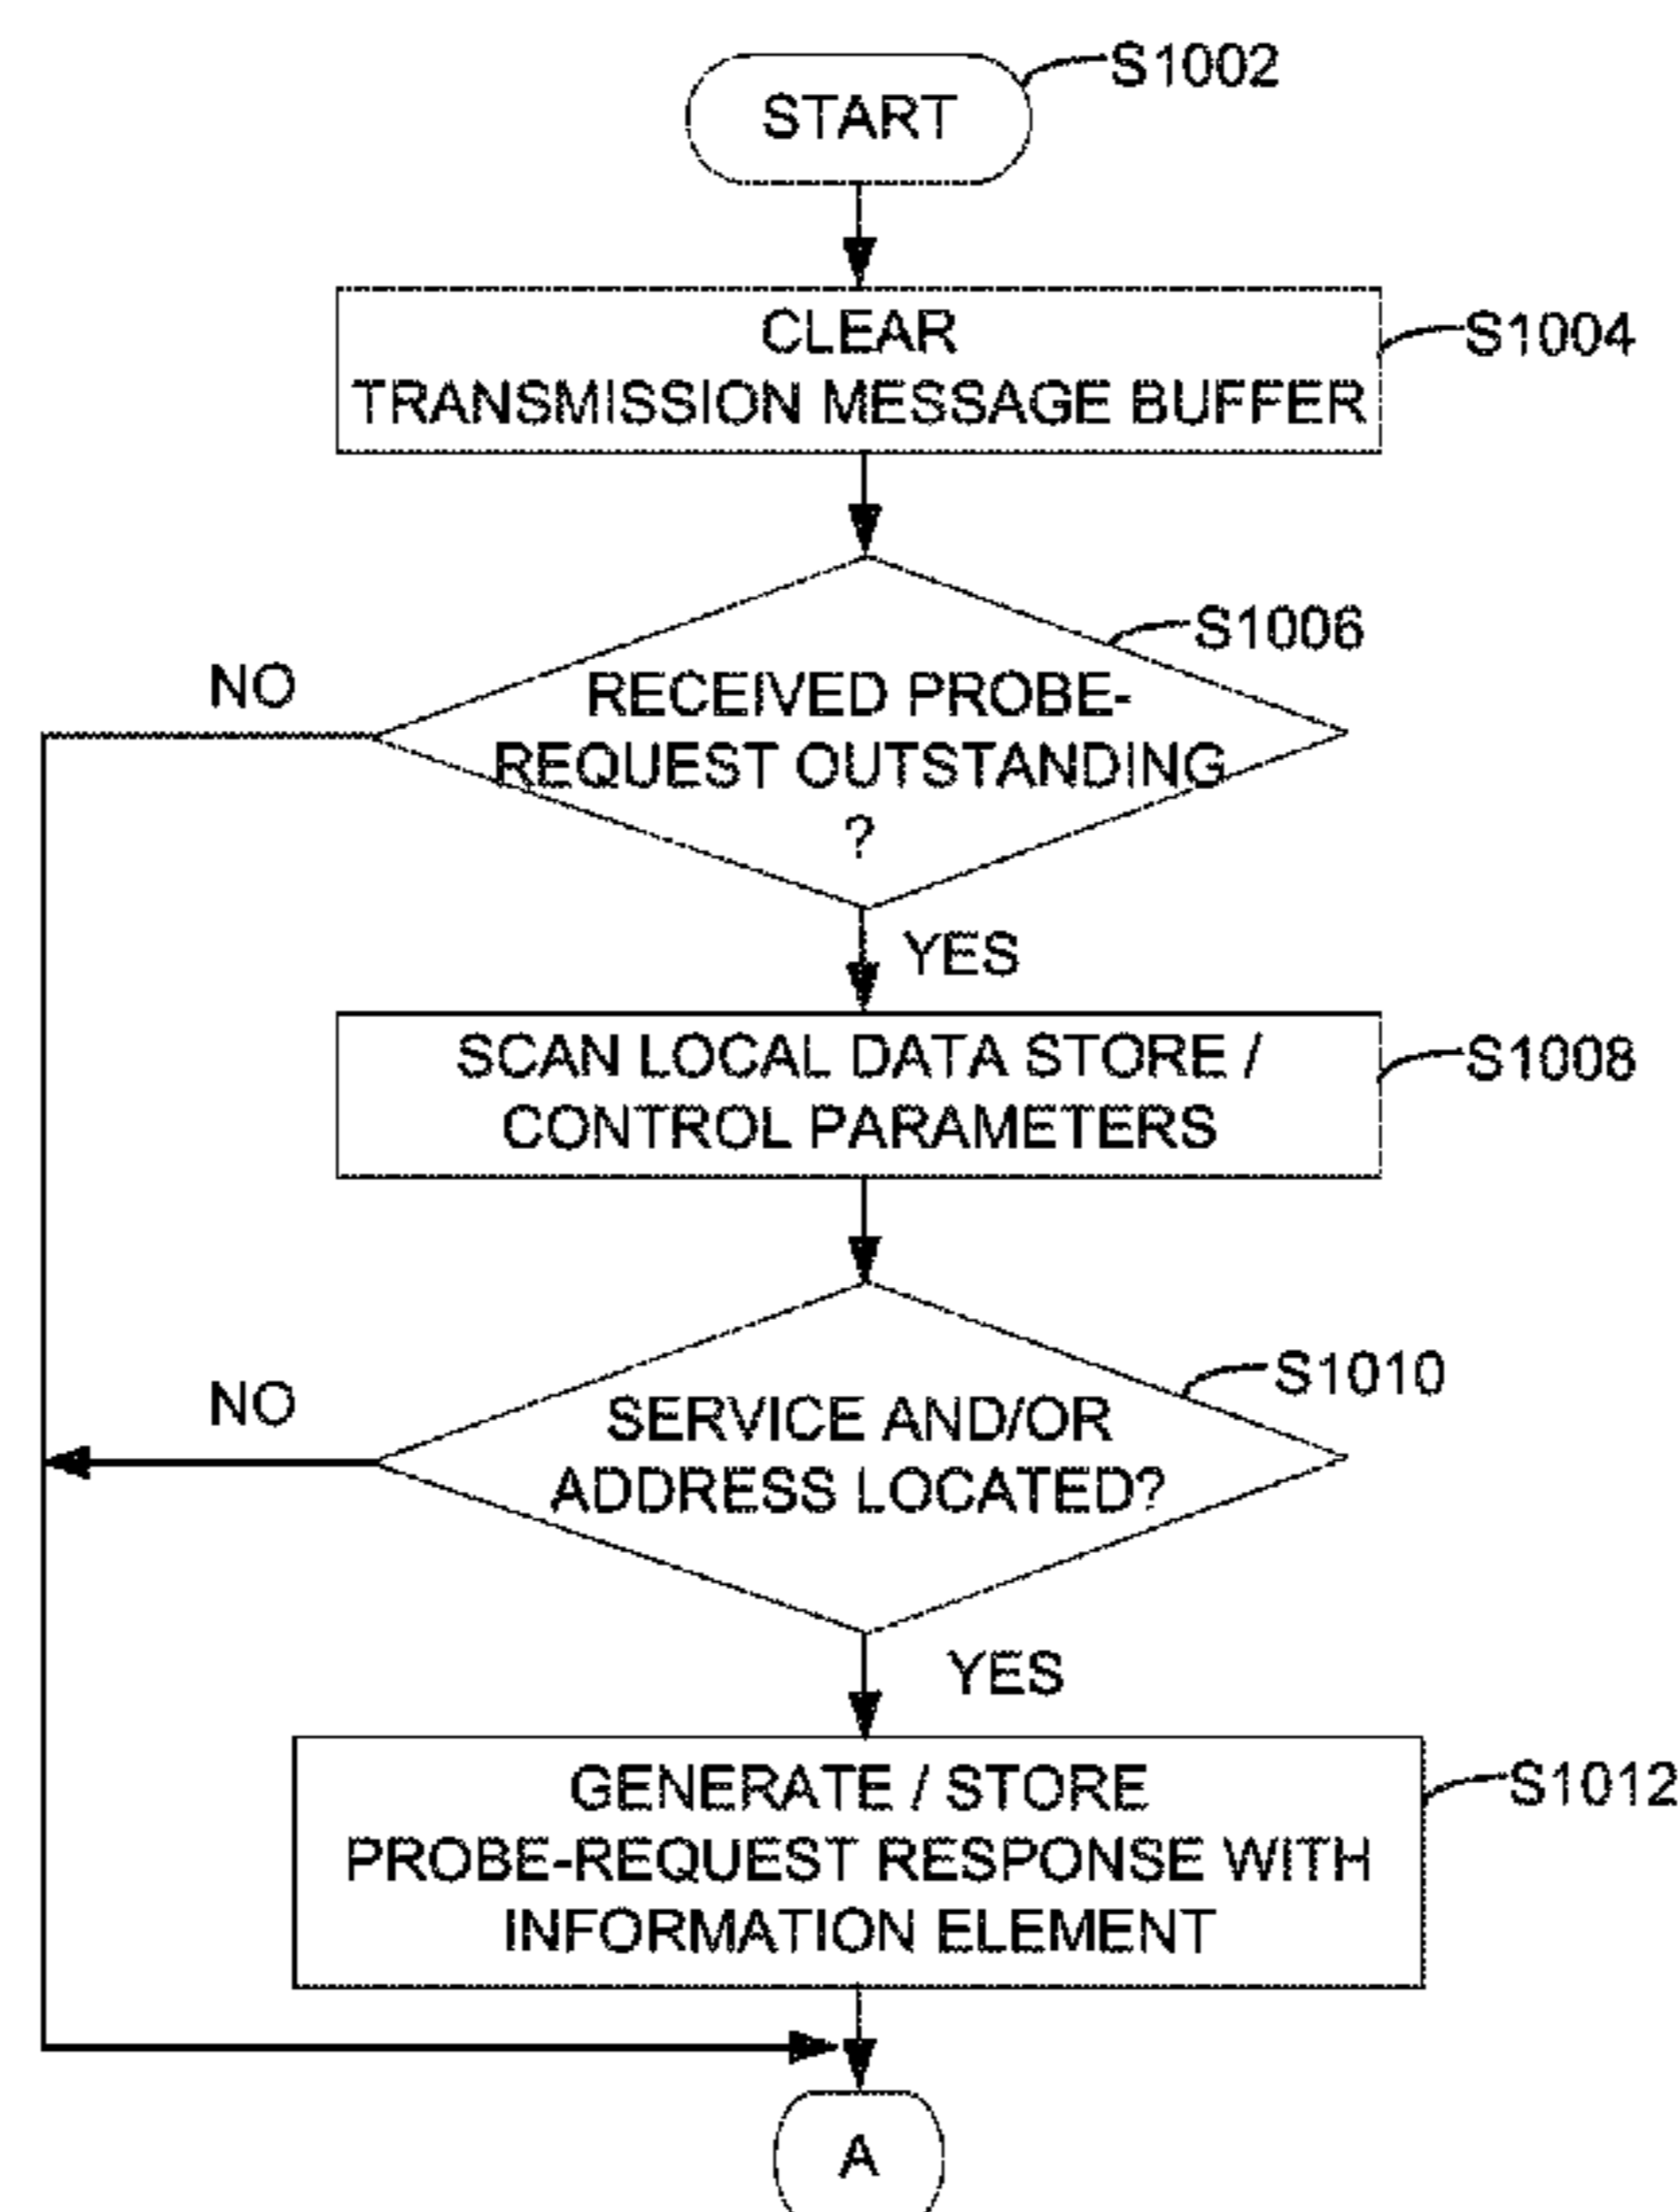 START
S1002
CLEAR
TRANSMISSION MESSAGE BUFFER
S1004
S1006
NO
RECEIVED PROBE-
REQUEST OUTSTANDING
?
YES
SCAN LOCAL DATA STORE /
CONTROL PARAMETERS
S1008
S1010
NO
SERVICE AND/OR
ADDRESS LOCATED?
YES
GENERATE / STORE
PROBE-REQUEST RESPONSE WITH
INFORMATION ELEMENT
S1012
A